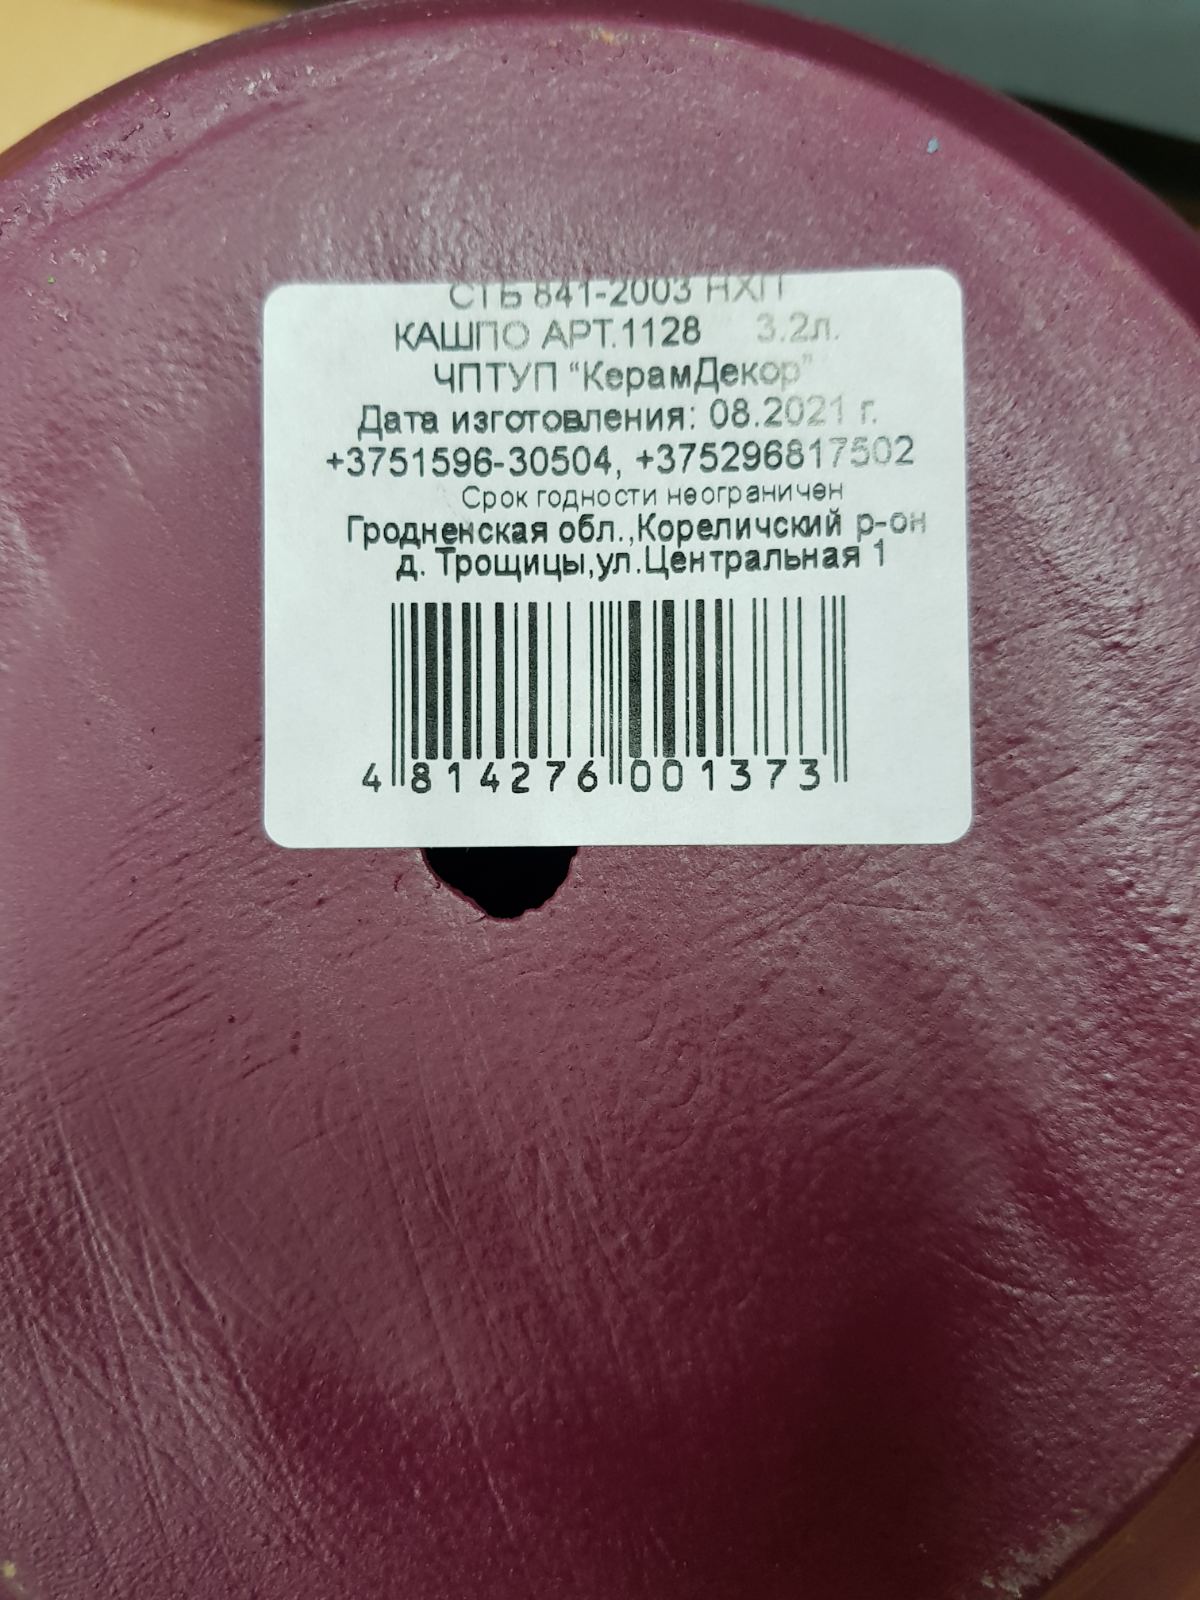 СТБ 841-2003 НХП
КАШПО АРТ.1128 3.2л.
ЧПТУП “КерамДекор”
Дата изготовления: 08.2021 г.
+3751596-30504, +375296817502
Срок годности неограничен
Гродненская обл.,Кореличский р-он
д. Трощицы,ул.Центральная 1
4 814276 001373